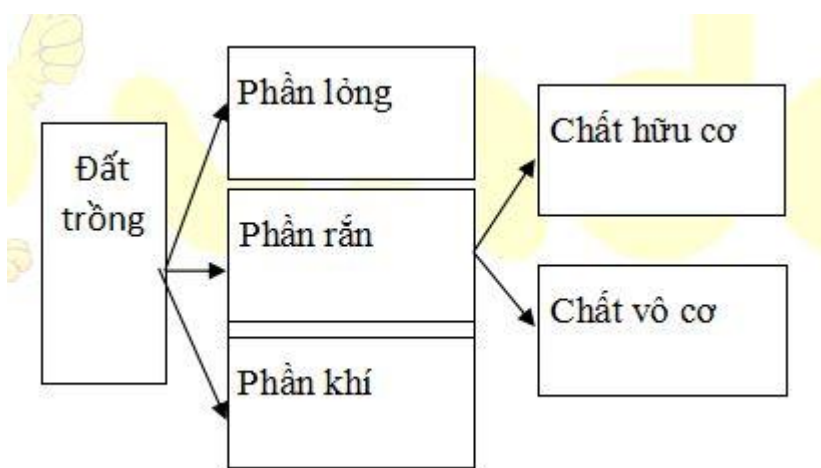 Đất
trồng
Phần lỏng
Phần rắn
Phần khí
Chất hữu cơ
Chất vô cơ